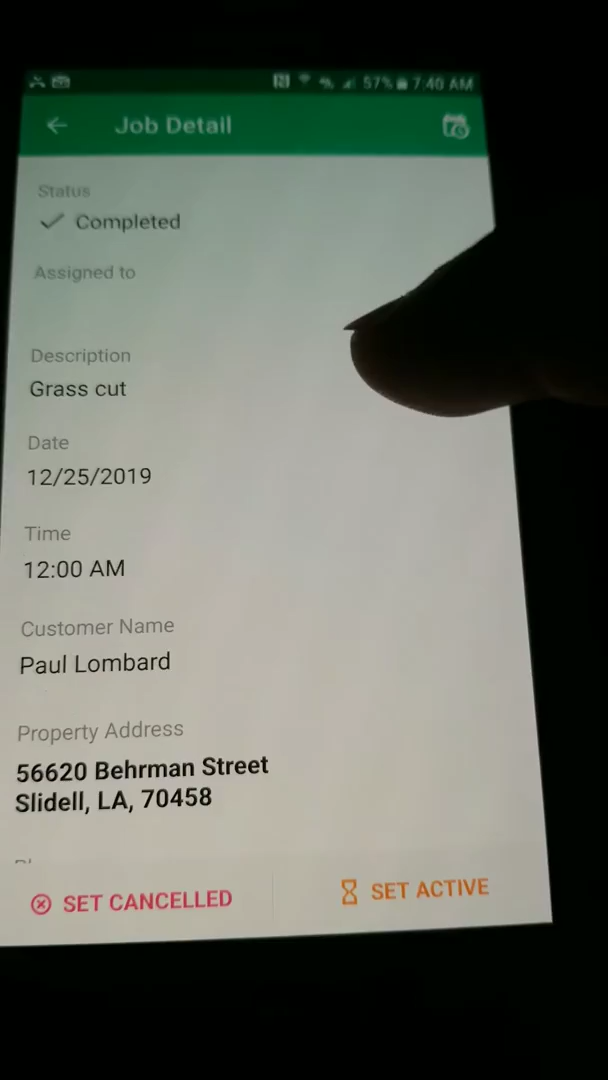 57% 7:40 AM
Job Detail
Status
Completed
Assigned to
Description
Grass cut
Date
12/25/2019
Time
12:00 AM
Customer Name
Paul Lombard
Property Address
56620 Behrman Street
Slidell, LA, 70458
SET CANCELLED
SET ACTIVE